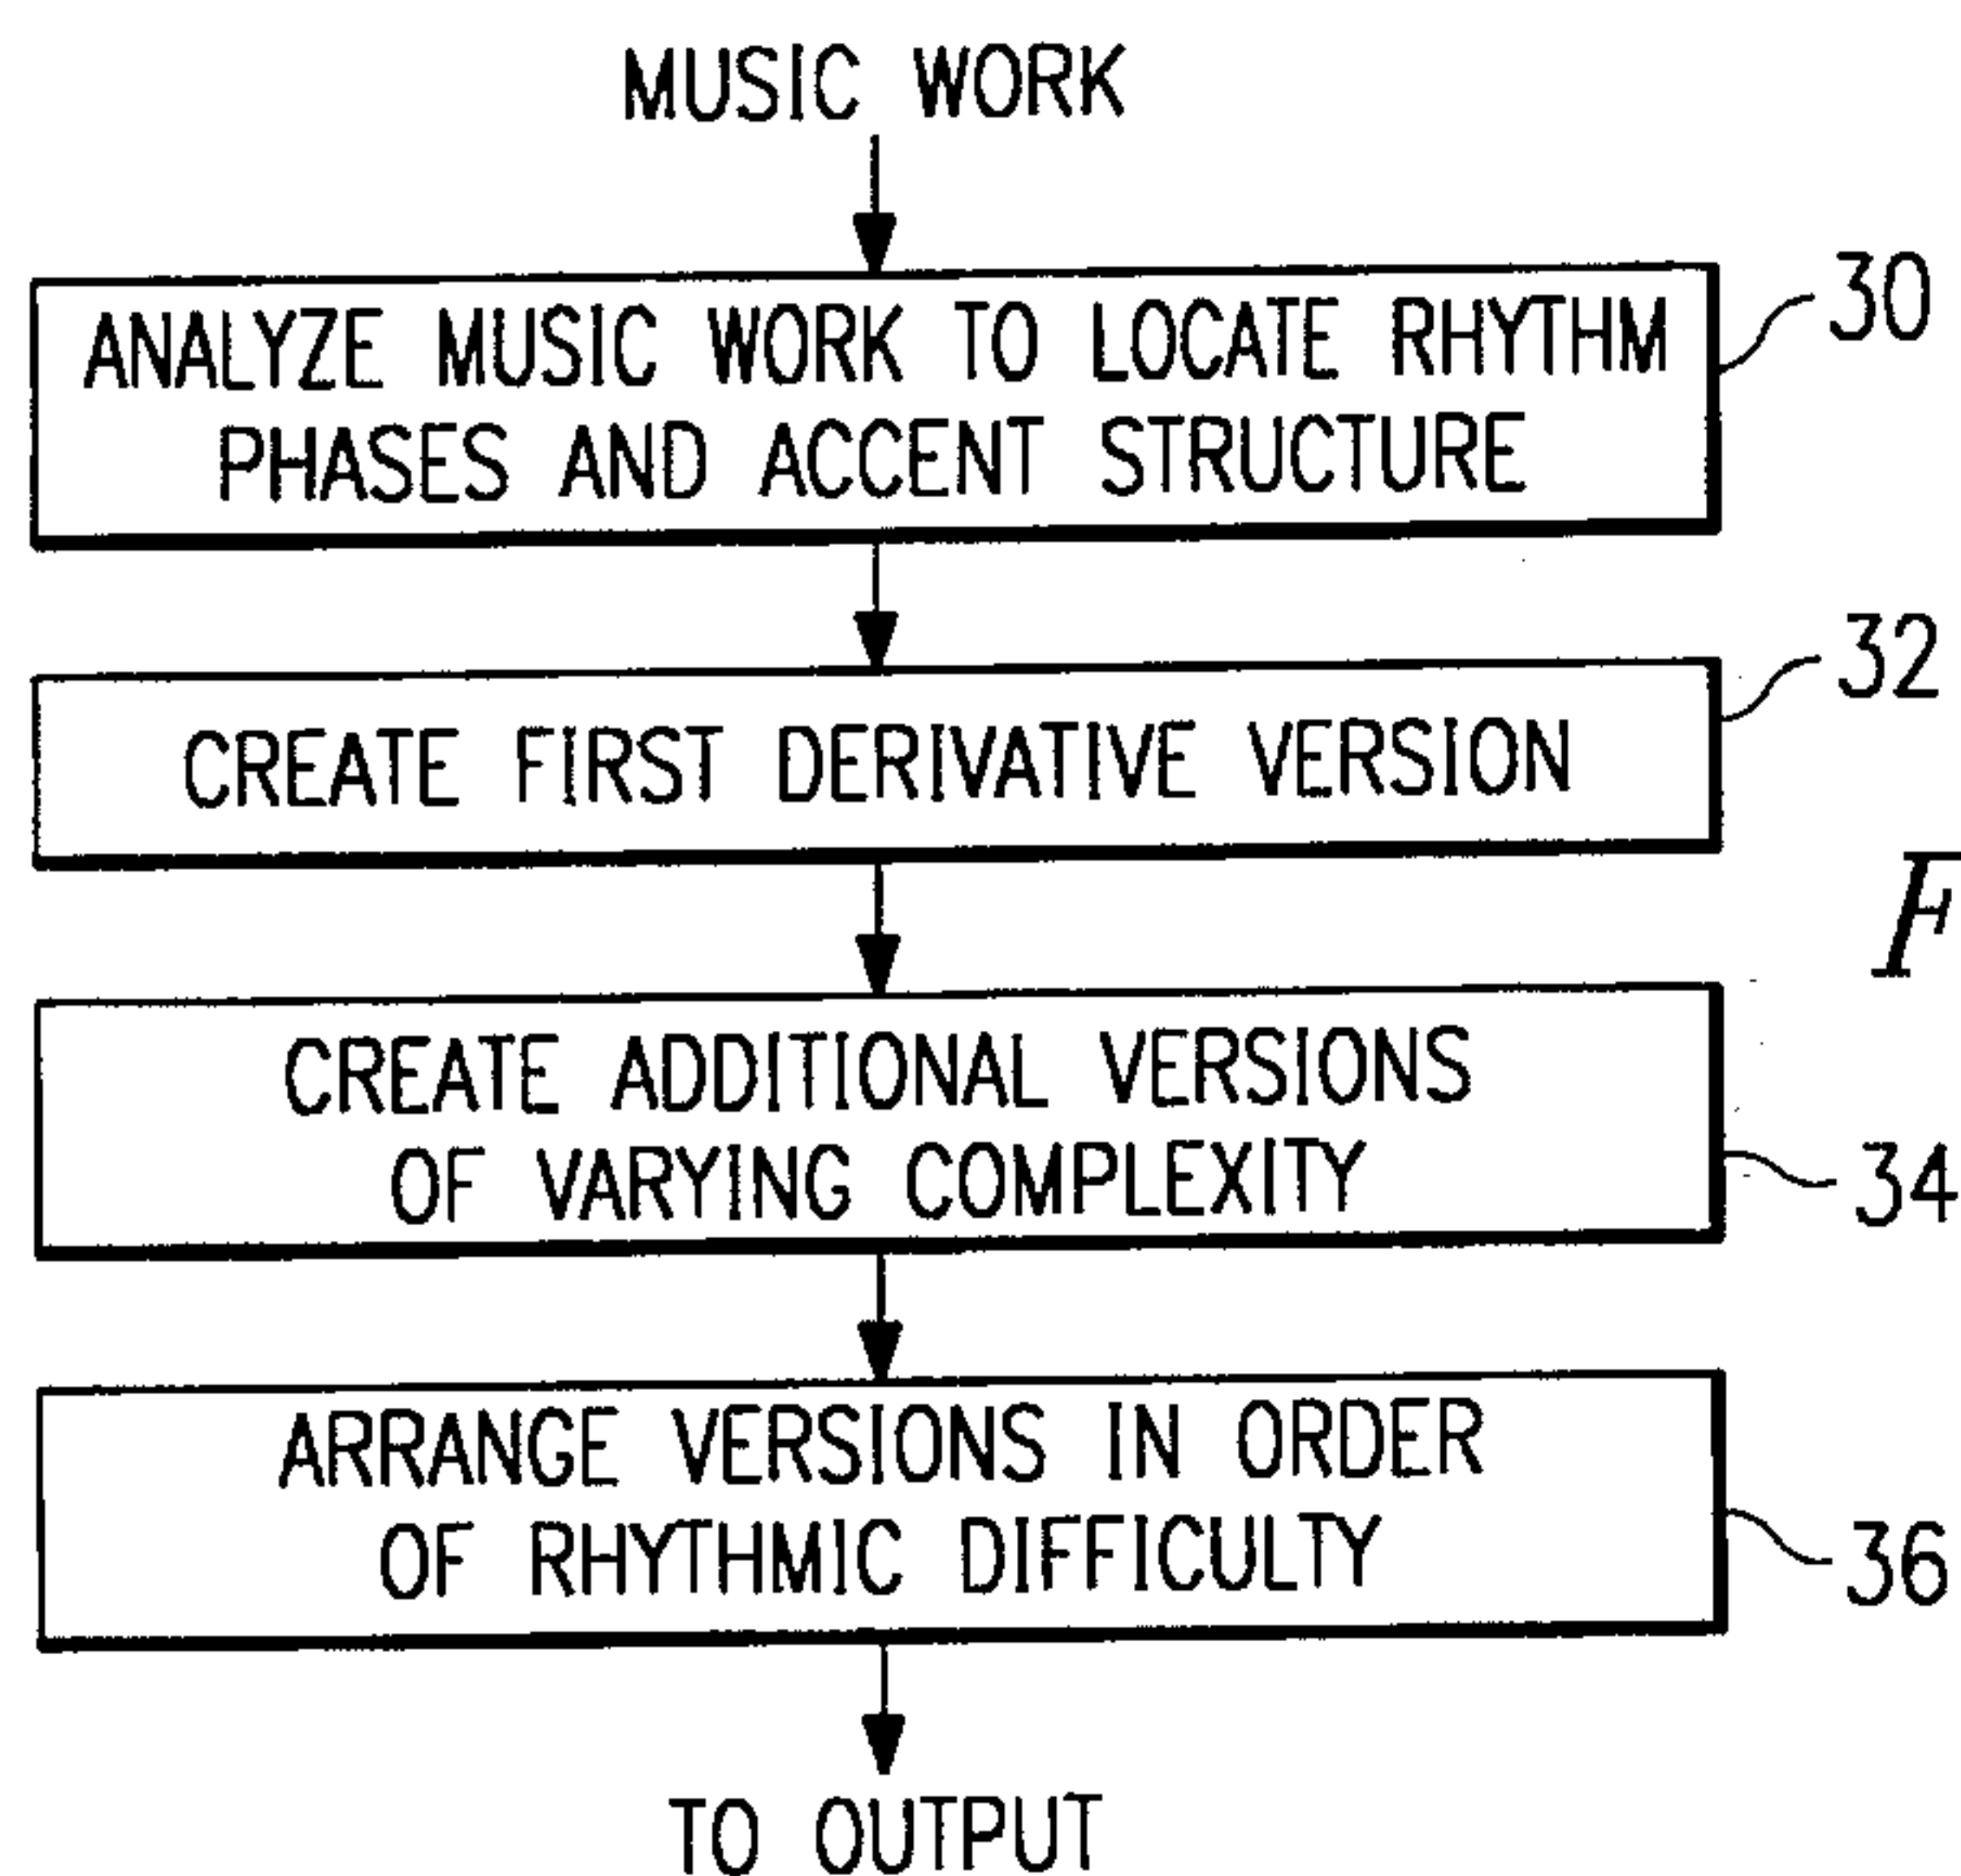 MUSIC WORK
ANALYZE MUSIC WORK TO LOCATE RHYTHM
PHASES AND ACCENT STRUCTURE
30
CREATE FIRST DERIVATIVE VERSION
32
F
CREATE ADDITIONAL VERSIONS
OF VARYING COMPLEXITY
34
ARRANGE VERSIONS IN ORDER
OF RHYTHMIC DIFFICULTY
36
TO OUTPUT